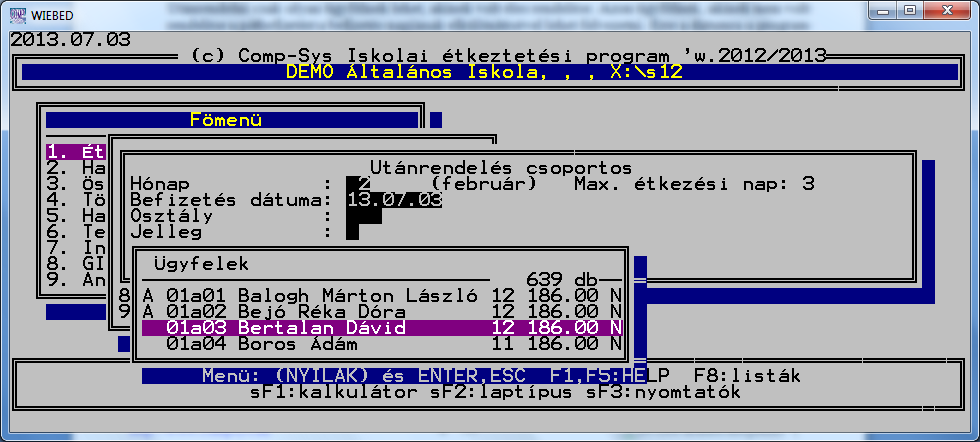 WIEBED
2013.07.03
(c) Comp-Sys Iskolai étkeztetési program 'w.2012/2013
DEMO Általános Iskola, , , X:\s12
Fömenü
1. Ét
2. Ha
3. Ös
4. Tö
5. Ha
6. Te
7. In
8. GI
9. An
Utánrendelés csoportos
Hónap : 2 (február) Max. étkezési nap: 3
Befizetés dátuma: 13.07.03
Osztály :
Jelleg :
8
9
Ügyfelek
639 db
A 01a01 Balogh Márton László 12 186.00 N
A 01a02 Bejó Réka Dóra 12 186.00 N
01a03 Bertalan Dávid 12 186.00 N
01a04 Boros Ádám 11 186.00 N
Menü: (NYILAK) és ENTER,ESC F1,F5:HELP F8:listák
sF1:kalkulátor sF2:laptípus sF3:nyomtatók